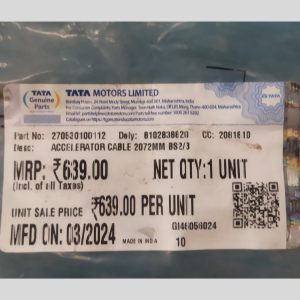 TATA
Genuine
Parts
TATA MOTORS LIMITED
Part No: 270530100112 Dely: 8102838620 CC: 2081610
Desc: ACCELERATOR CABLE 2072MM BS2/3
MRP: ₹639.00 NET QTY:1 UNIT
(Incl. of all Taxes)
UNIT SALE PRICE ₹639.00 PER UNIT
MFD ON: 03/2024 MADE IN INDIA
10